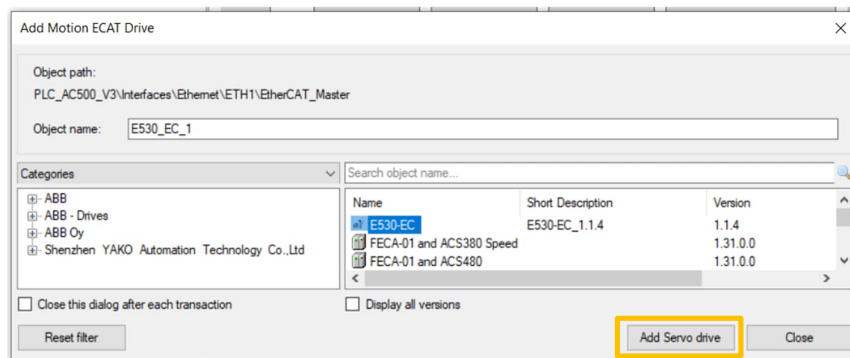 Add Motion ECAT Drive
Object path:
PLC_AC500_V3\Interfaces\Ethernet\ETH1\EtherCAT_Master
Object name: E530_EC_1
Categories
Search object name...
ABB
ABB - Drives
ABB Oy
Shenzhen YAKO Automation Technology Co.,Ltd
Name Short Description Version
E530-EC E530-EC_1.1.4 1.1.4
FECA-01 and ACS380 Speed 1.31.0.0
FECA-01 and ACS480 1.31.0.0
Close this dialog after each transaction
Display all versions
Reset filter
Add Servo drive
Close